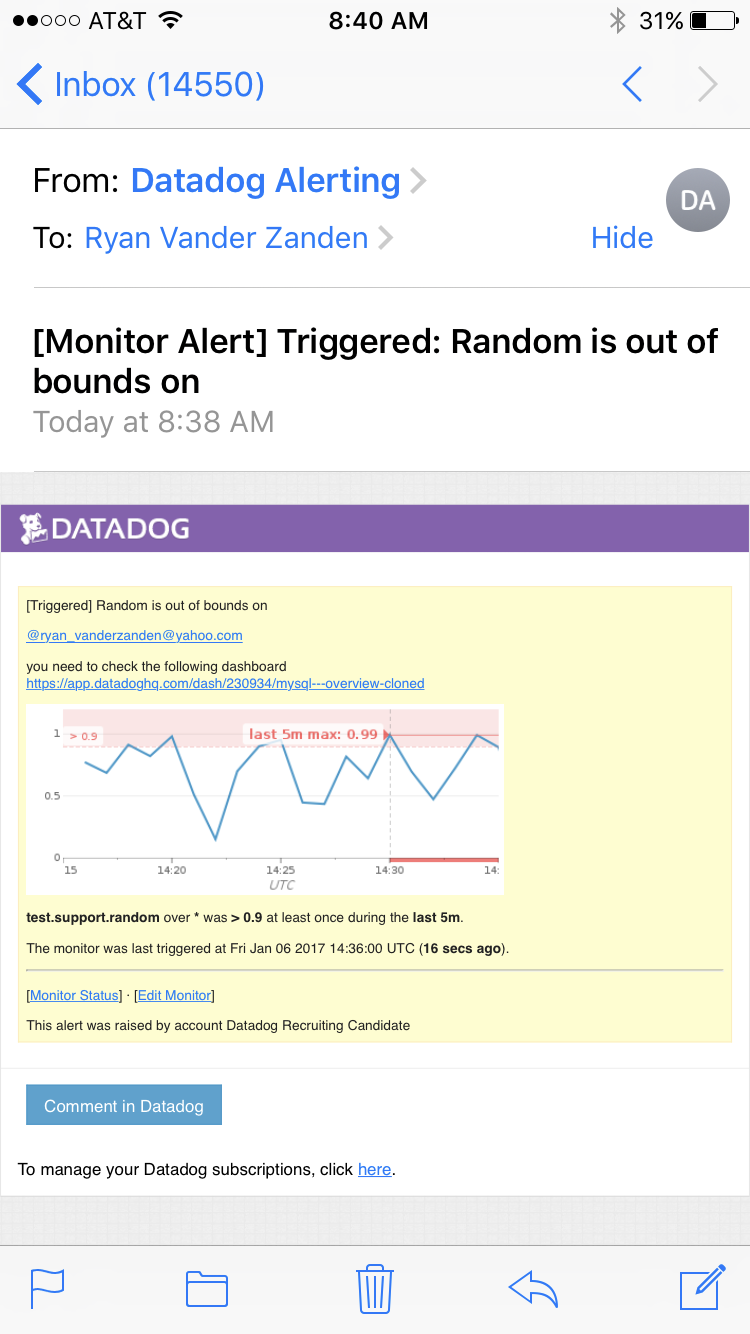 AT&T 8:40 AM 31%
Inbox (14550)
From: Datadog Alerting
DA
To: Ryan Vander Zanden Hide
[Monitor Alert] Triggered: Random is out of
bounds on
Today at 8:38 AM
DATADOG
[Triggered] Random is out of bounds on
@ryan_vanderzanden@yahoo.com
you need to check the following dashboard
https://app.datadoghq.com/dash/230934/mysql---overview-cloned
1 > 0.9 last 5m max: 0.99
0.5
0
15 14:20 14:25 14:30 14:
UTC
test.support.random over * was > 0.9 at least once during the last 5m.
The monitor was last triggered at Fri Jan 06 2017 14:36:00 UTC (16 secs ago).
[Monitor Status] · [Edit Monitor]
This alert was raised by account Datadog Recruiting Candidate
Comment in Datadog
To manage your Datadog subscriptions, click here.